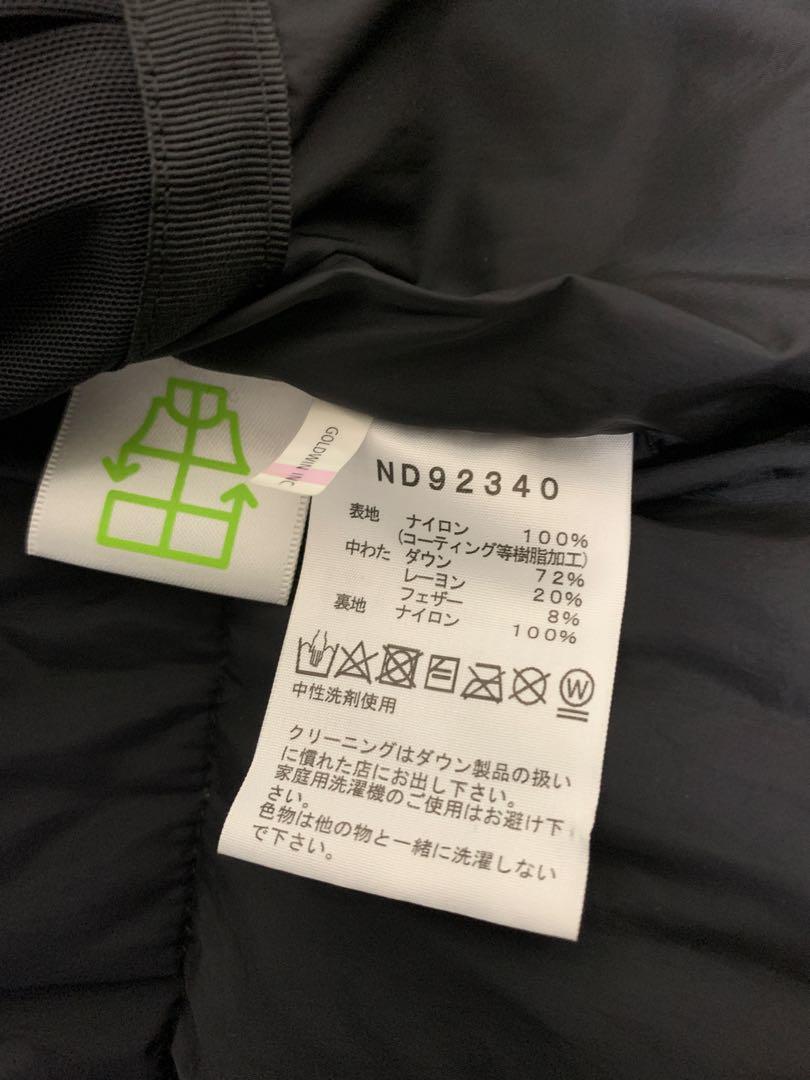 GOLDWIN INC
ND92340
表地 ナイロン 100%
(コーティング等樹脂加工)
中わた ダウン 72%
レーヨン 20%
フェザー 8%
裏地 ナイロン 100%
W
中性洗剤使用
クリーニングはダウン製品の扱い
に慣れた店にお出し下さい。
家庭用洗濯機のご使用はお避け下
さい。
色物は他の物と一緒に洗濯しない
で下さい。